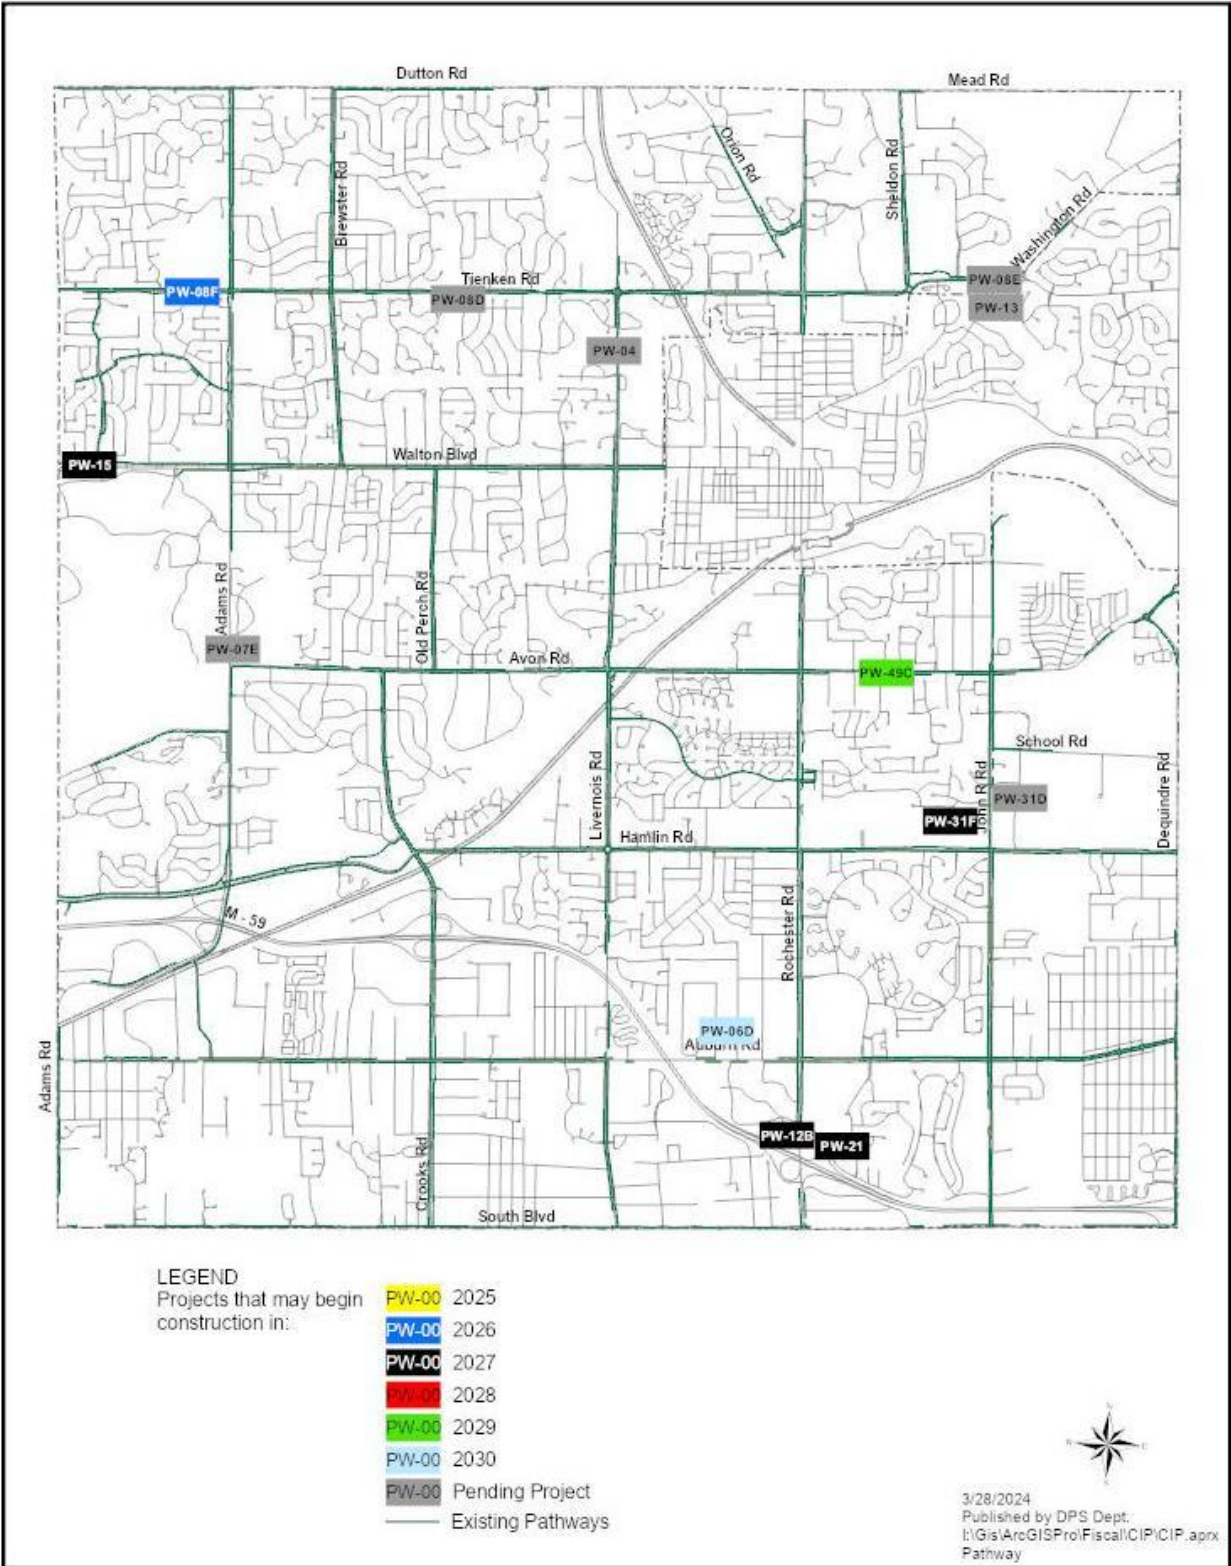 Dutton Rd
Mead Rd
Orion Rd
Brewster Rd
Sheldon Rd
Washington Rd
Tienken Rd
PW-08F
PW-08D
PW-08E
PW-13
PW-04
Walton Blvd
PW-15
Adams Rd
Old Perch Rd
PW-07E
Avon Rd
PW-49C
School Rd
Livernois Rd
John R Rd
PW-31D
PW-31F
Dequindre Rd
Hamlin Rd
M - 59
Rochester Rd
PW-06D
Auburn Rd
Adams Rd
PW-12B
PW-21
Crooks Rd
South Blvd
LEGEND
Projects that may begin
construction in:
PW-00 2025
PW-00 2026
PW-00 2027
PW-00 2028
PW-00 2029
PW-00 2030
PW-00 Pending Project
Existing Pathways
3/28/2024
Published by DPS Dept.
I:\Gis\ArcGISPro\Fiscal\CIP\CIP.aprx
Pathway